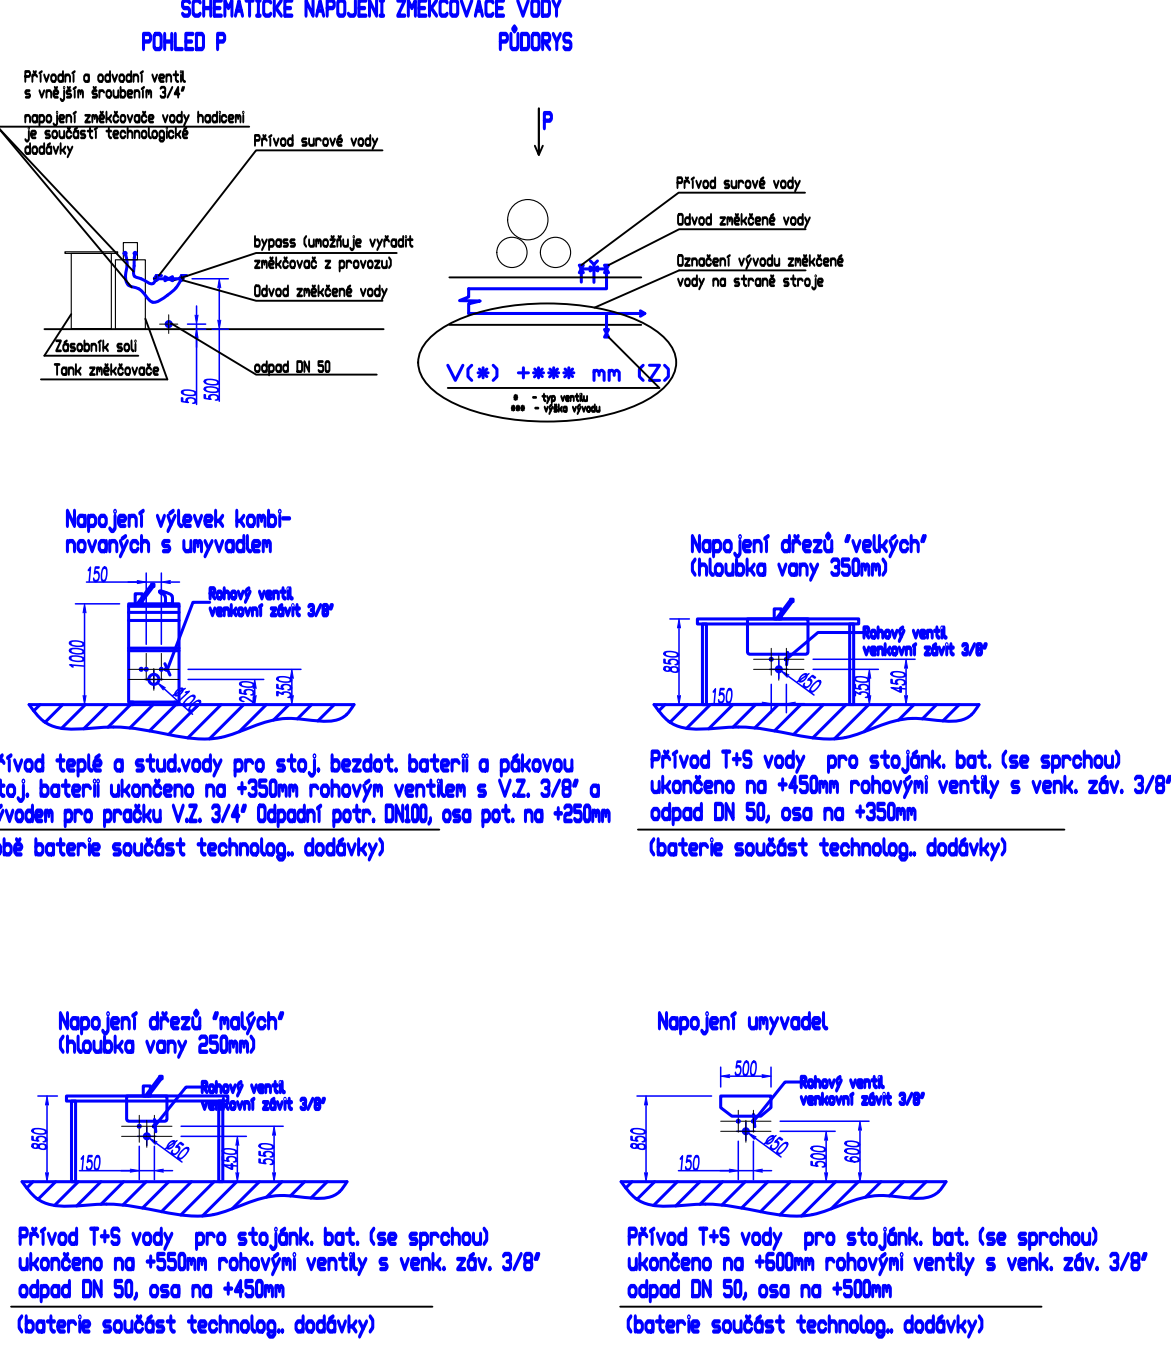 SCHEMATICKÉ NAPOJENÍ ZMĚKČOVAČE VODY
POHLED P
PŮDORYS
Přívodní a odvodní ventil
s vnějším šroubením 3/4"
napojení změkčovače vody hadicemi
je součástí technologické
dodávky
Přívod surové vody
bypass (umožňuje vyřadit
změkčovač z provozu)
Odvod změkčené vody
odpad DN 50
Zásobník soli
Tank změkčovače
50
500
P
Přívod surové vody
Odvod změkčené vody
Označení vývodu změkčené
vody na straně stroje
V(*) +*** mm (Z)
* - typ ventilu
*** - výška vývodu
Napojení výlevek kombi-
novaných s umyvadlem
150
Rohový ventil
venkovní závit 3/8"
1000
ø100
250
350
řívod teplé a stud.vody pro stoj. bezdot. baterii a pákovou
toj. baterii ukončeno na +350mm rohovým ventilem s V.Z. 3/8" a
ývodem pro pračku V.Z. 3/4" Odpadní potr. DN100, osa pot. na +250mm
obě baterie součást technolog.. dodávky)
Napojení dřezů "velkých"
(hloubka vany 350mm)
Rohový ventil
venkovní závit 3/8"
850
150
ø50
350
450
Přívod T+S vody  pro stojánk. bat. (se sprchou)
ukončeno na +450mm rohovými ventily s venk. záv. 3/8"
odpad DN 50, osa na +350mm
(baterie součást technolog.. dodávky)
Napojení dřezů "malých"
(hloubka vany 250mm)
Rohový ventil
venkovní závit 3/8"
850
150
ø50
450
550
Přívod T+S vody  pro stojánk. bat. (se sprchou)
ukončeno na +550mm rohovými ventily s venk. záv. 3/8"
odpad DN 50, osa na +450mm
(baterie součást technolog.. dodávky)
Napojení umyvadel
500
Rohový ventil
venkovní závit 3/8"
850
150
ø50
500
600
Přívod T+S vody  pro stojánk. bat. (se sprchou)
ukončeno na +600mm rohovými ventily s venk. záv. 3/8"
odpad DN 50, osa na +500mm
(baterie součást technolog.. dodávky)